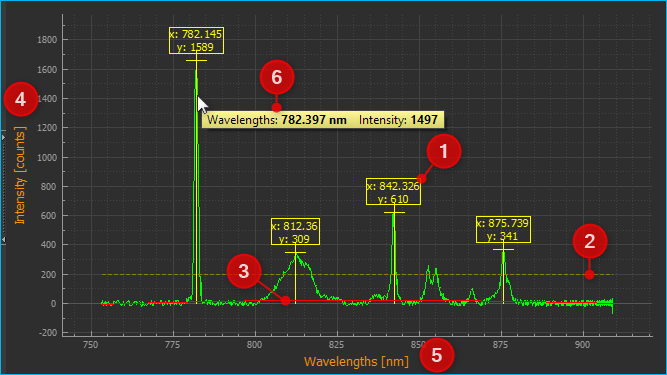 1800
1600
1400
1200
1000
800
600
400
200
0
-200
Intensity [counts]
x: 782.145
y: 1589
6
4
Wavelengths: 782.397 nm Intensity: 1497
1
x: 842.326
y: 610
x: 812.36
y: 309
x: 875.739
y: 341
2
3
750
775
800
825
850
875
900
Wavelengths [nm]
5